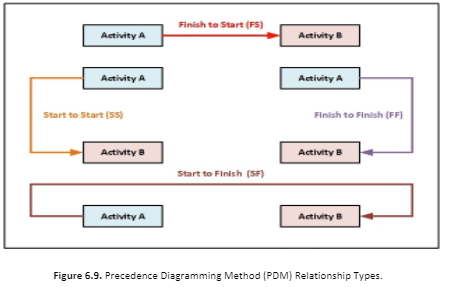 Finish to Start (FS)
Activity A
Activity B
Activity A
Activity A
Start to Start (SS)
Finish to Finish (FF)
Activity B
Activity B
Start to Finish (SF)
Activity A
Activity B
Figure 6.9. Precedence Diagramming Method (PDM) Relationship Types.